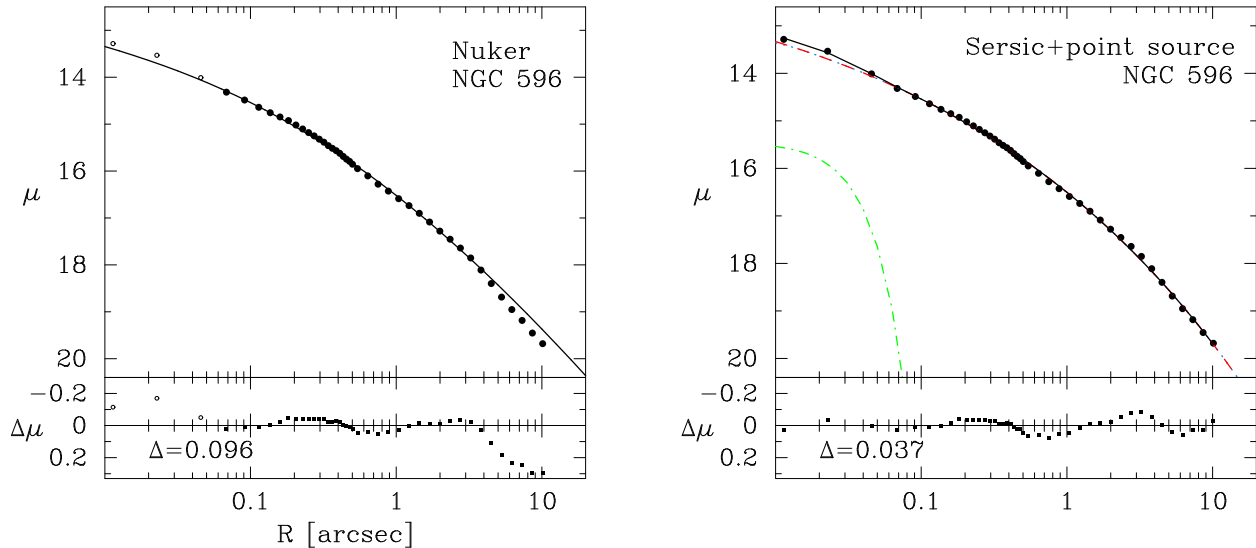 Nuker
NGC 596
14
16
18
20
μ
−0.2
0
0.2
Δμ
Δ=0.096
0.1
1
10
R [arcsec]
Sersic+point source
NGC 596
14
16
18
20
μ
−0.2
0
0.2
Δμ
Δ=0.037
0.1
1
10